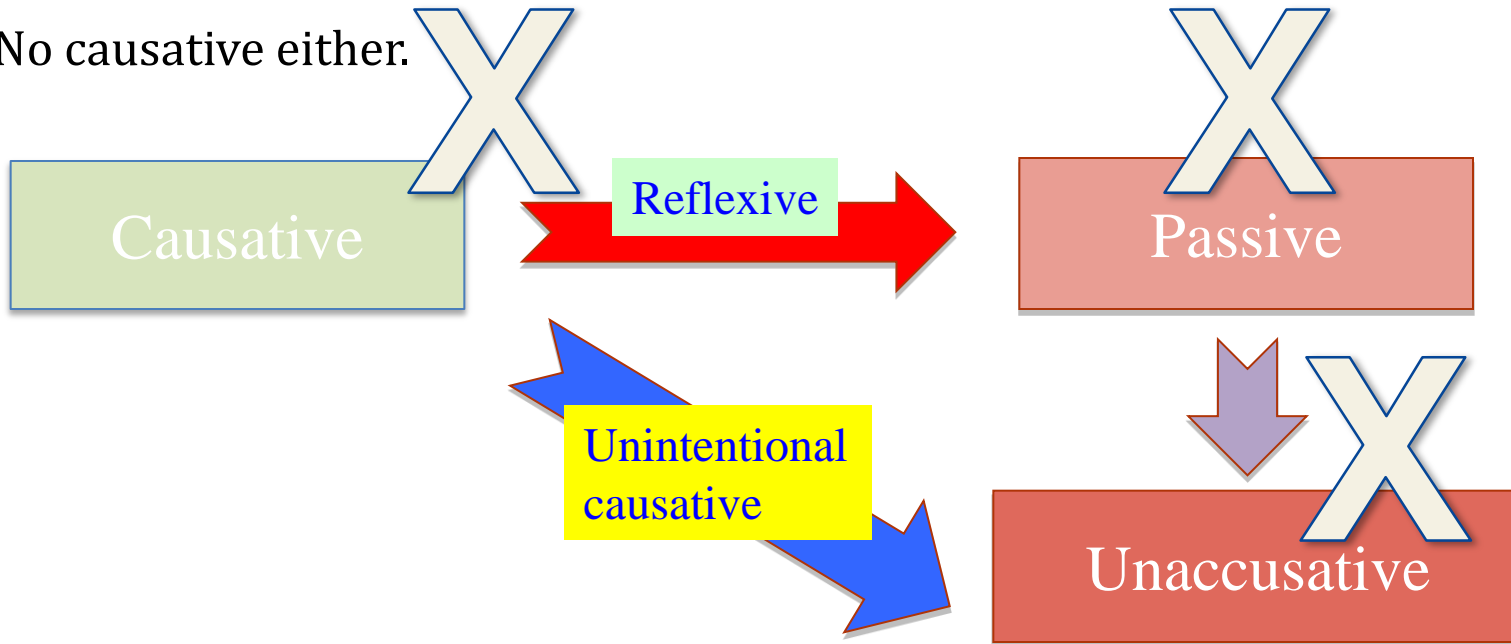 No causative either.
X
X
Causative
Reflexive
Passive
Unintentional
causative
X
Unaccusative